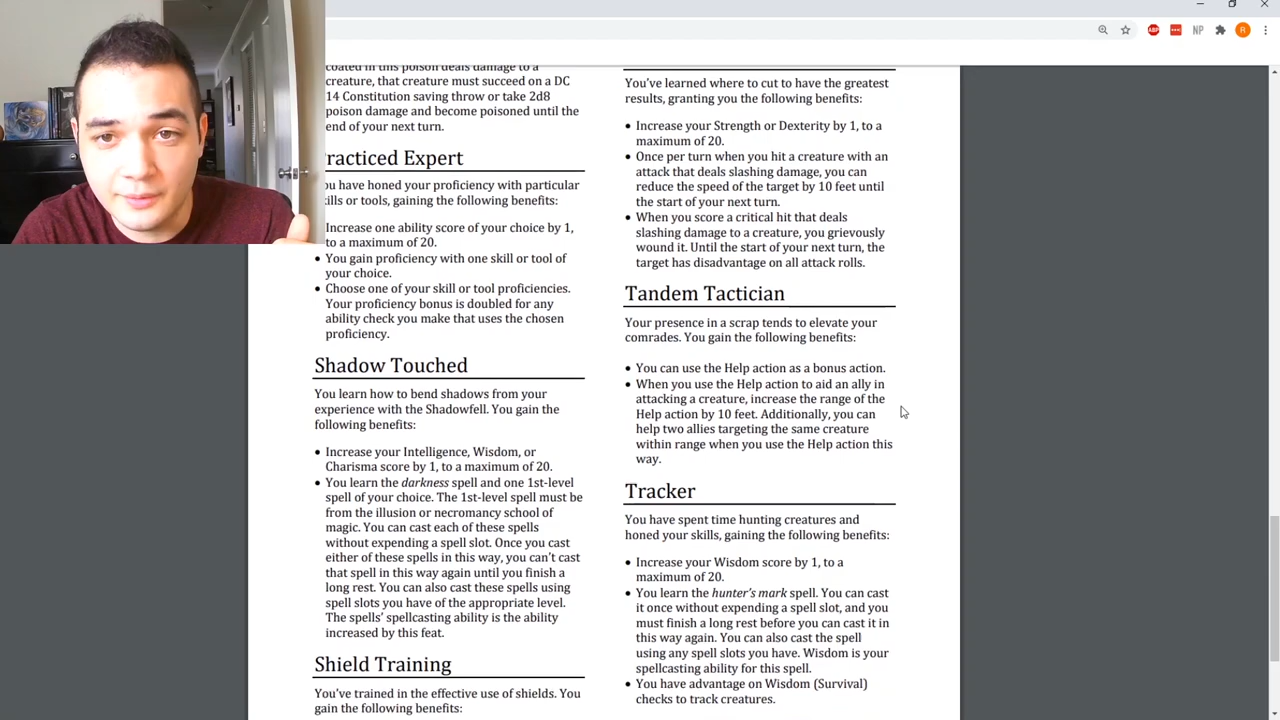 coated in this poison deals damage to a
creature, that creature must succeed on a DC
14 Constitution saving throw or take 2d8
poison damage and become poisoned until the
end of your next turn.
racticed Expert
ou have honed your proficiency with particular
ills or tools, gaining the following benefits:
Increase one ability score of your choice by 1,
to a maximum of 20.
• You gain proficiency with one skill or tool of
your choice.
• Choose one of your skill or tool proficiencies.
Your proficiency bonus is doubled for any
ability check you make that uses the chosen
proficiency.
Shadow Touched
You learn how to bend shadows from your
experience with the Shadowfell. You gain the
following benefits:
• Increase your Intelligence, Wisdom, or
Charisma score by 1, to a maximum of 20.
• You learn the darkness spell and one 1st-level
spell of your choice. The 1st-level spell must be
from the illusion or necromancy school of
magic. You can cast each of these spells
without expending a spell slot. Once you cast
either of these spells in this way, you can't cast
that spell in this way again until you finish a
long rest. You can also cast these spells using
spell slots you have of the appropriate level.
The spells' spellcasting ability is the ability
increased by this feat.
Shield Training
You've trained in the effective use of shields. You
gain the following benefits:
You've learned where to cut to have the greatest
results, granting you the following benefits:
• Increase your Strength or Dexterity by 1, to a
maximum of 20.
• Once per turn when you hit a creature with an
attack that deals slashing damage, you can
reduce the speed of the target by 10 feet until
the start of your next turn.
• When you score a critical hit that deals
slashing damage to a creature, you grievously
wound it. Until the start of your next turn, the
target has disadvantage on all attack rolls.
Tandem Tactician
Your presence in a scrap tends to elevate your
comrades. You gain the following benefits:
• You can use the Help action as a bonus action.
• When you use the Help action to aid an ally in
attacking a creature, increase the range of the
Help action by 10 feet. Additionally, you can
help two allies targeting the same creature
within range when you use the Help action this
way.
Tracker
You have spent time hunting creatures and
honed your skills, gaining the following benefits:
• Increase your Wisdom score by 1, to a
maximum of 20.
• You learn the hunter's mark spell. You can cast
it once without expending a spell slot, and you
must finish a long rest before you can cast it in
this way again. You can also cast the spell
using any spell slots you have. Wisdom is your
spellcasting ability for this spell.
• You have advantage on Wisdom (Survival)
checks to track creatures.
ABP
NP
R